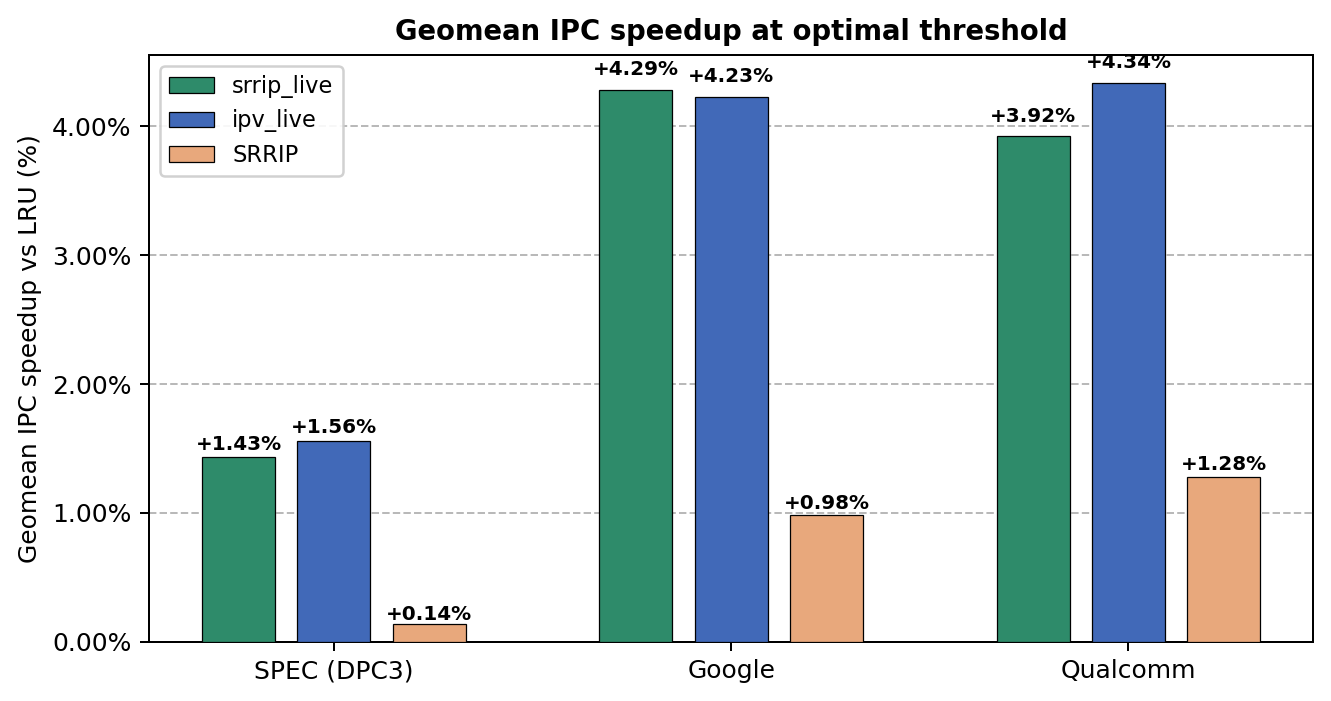 Geomean IPC speedup at optimal threshold
Geomean IPC speedup vs LRU (%)
4.00%
3.00%
2.00%
1.00%
0.00%
srrip_live
ipv_live
SRRIP
+1.43%
+1.56%
+0.14%
+4.29%
+4.23%
+0.98%
+3.92%
+4.34%
+1.28%
SPEC (DPC3)
Google
Qualcomm